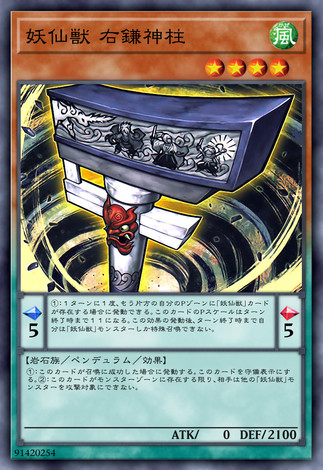 妖仙獣 右鎌神柱
風
①:1ターンに1度、もう片方の自分のPゾーンに「妖仙獣」カード
が存在する場合に発動できる。このカードのPスケールはターン
終了時まで11になる。この効果の発動後、ターン終了時まで自
分は「妖仙獣」モンスターしか特殊召喚できない。
5
5
【岩石族/ペンデュラム/効果】
①:このカードが召喚に成功した場合に発動する。このカードを守備表示にす
る。②:このカードがモンスターゾーンに存在する限り、相手は他の「妖仙獣」モ
ンスターを攻撃対象にできない。
ATK/ 0 DEF/2100
91420254